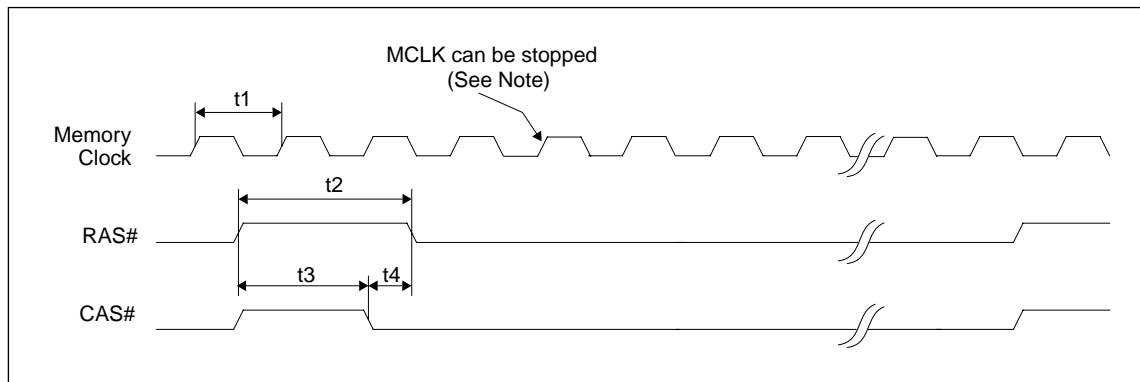 MCLK can be stopped
(See Note)
t1
Memory
Clock
t2
RAS#
t3
t4
CAS#